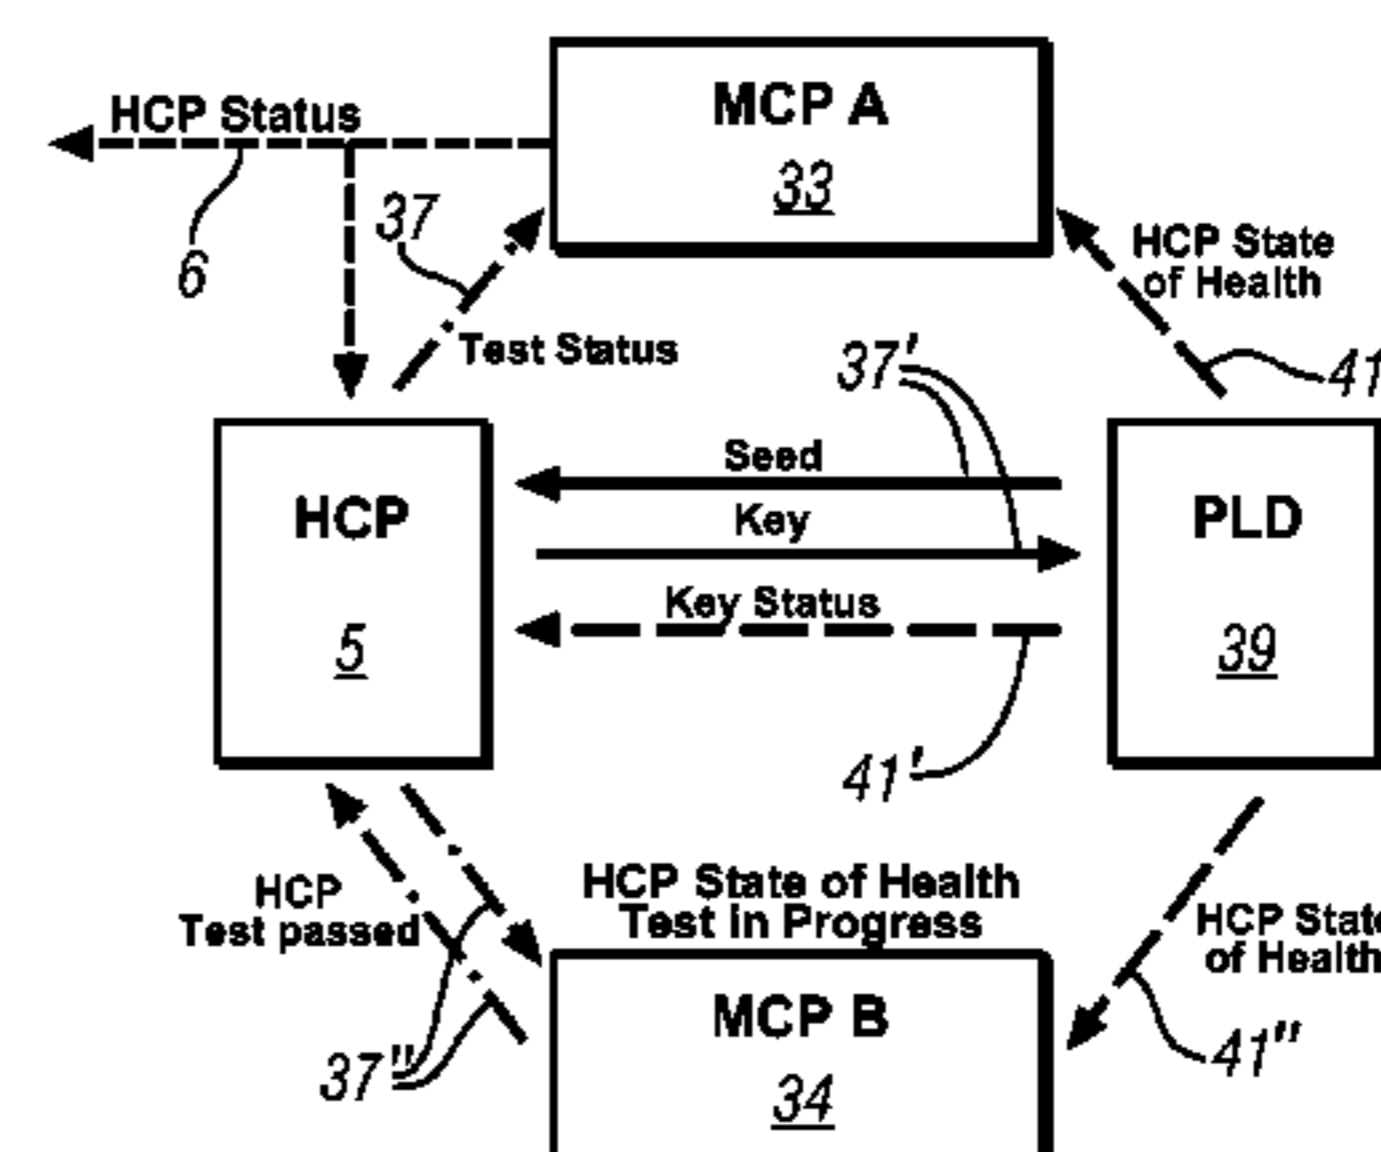 MCP A
33
HCP Status
6
37
Test Status
HCP State
of Health
41
37'
Seed
Key
Key Status
41'
HCP
5
PLD
39
HCP
Test passed
HCP State of Health
Test in Progress
HCP State
of Health
37"
41"
MCP B
34